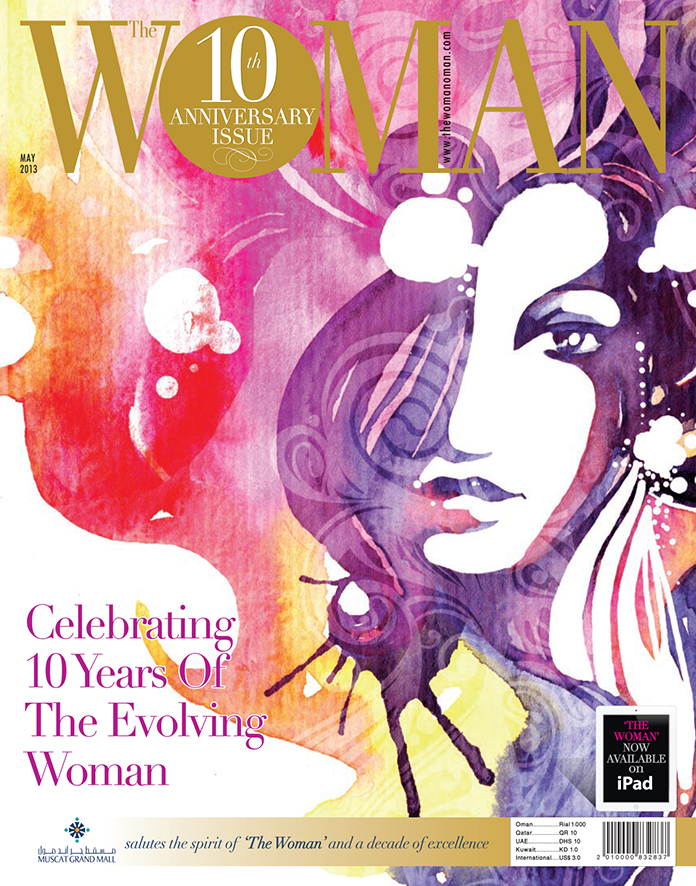 The
WOMAN
10th
ANNIVERSARY
ISSUE
www.thewomanoman.com
MAY
2013
Celebrating
10 Years Of
The Evolving
Woman
'THE
WOMAN'
NOW
AVAILABLE
on
iPad
مسقط جراند مول
MUSCAT GRAND MALL
salutes the spirit of 'The Woman' and a decade of excellence
Oman..............Rial 1.000
Qatar..............QR 10
UAE................DHS 10
Kuwait............KD 1.0
International....US$ 3.0
2 010000 832837